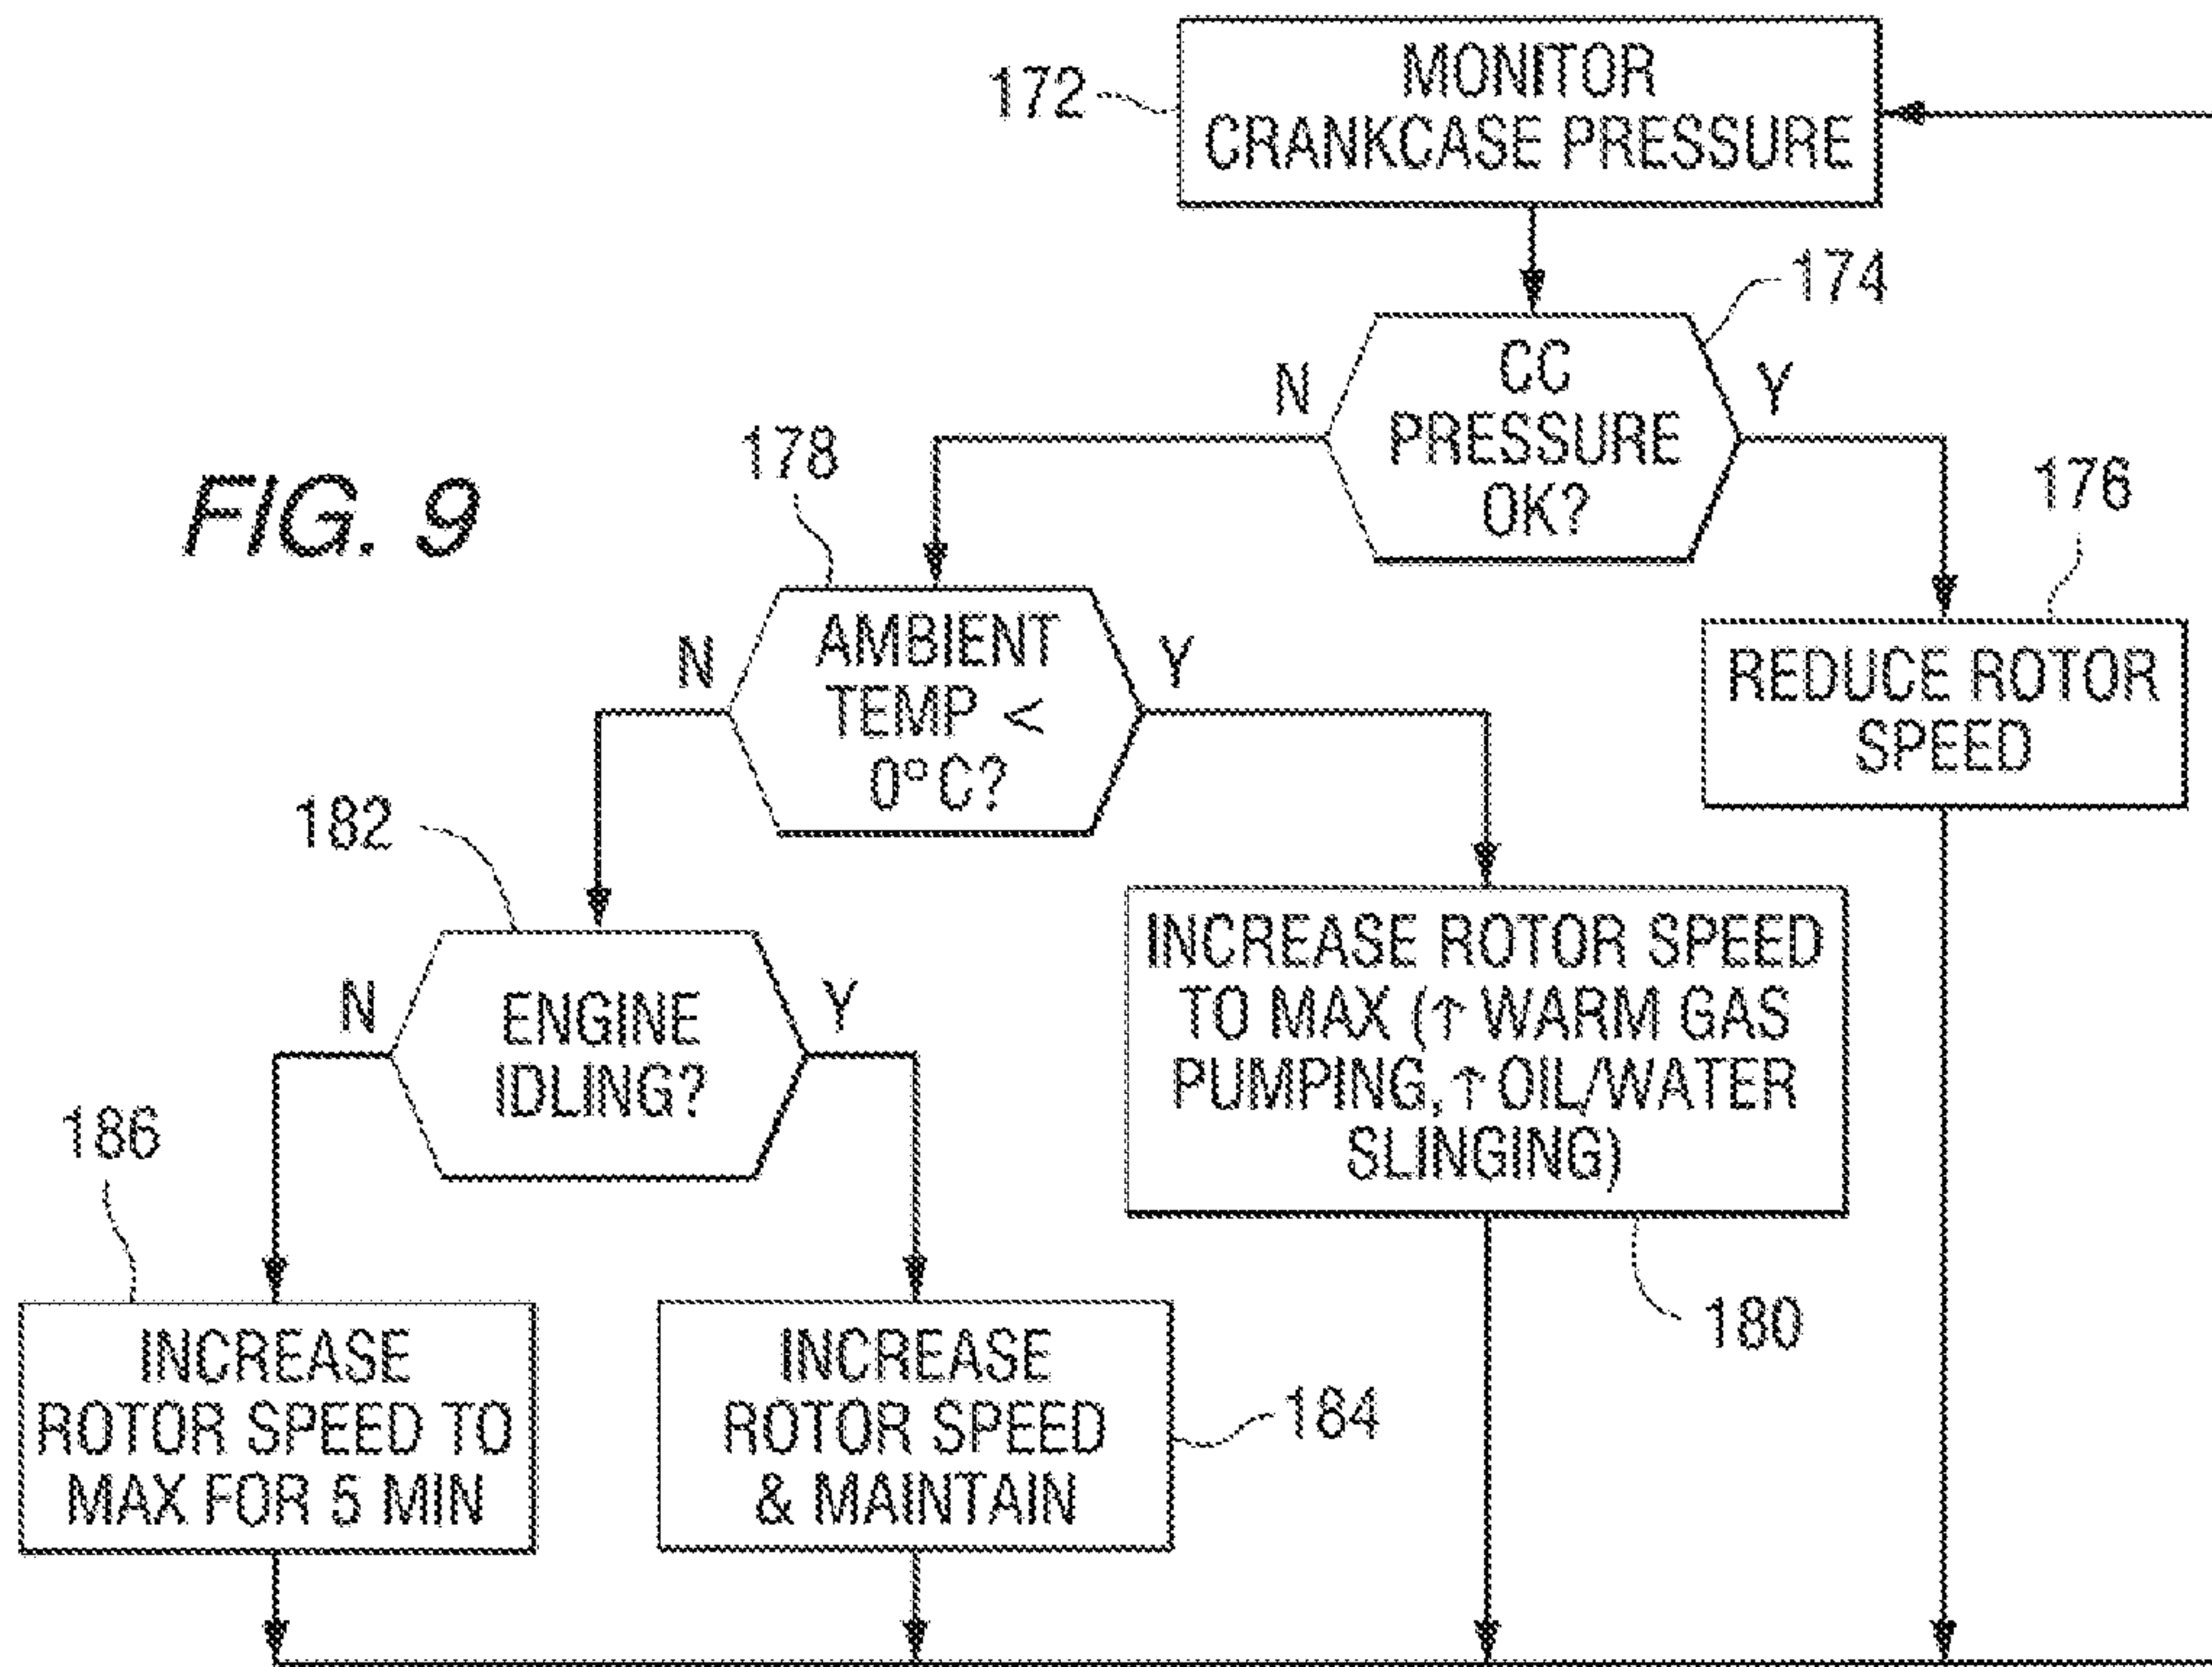 MONITOR
CRANKCASE PRESSURE
172
174
CC
PRESSURE
OK?
N
Y
FIG. 9
178
176
AMBIENT
TEMP <
0°C?
N
Y
REDUCE ROTOR
SPEED
182
ENGINE
IDLING?
N
Y
INCREASE ROTOR SPEED
TO MAX (↑ WARM GAS
PUMPING, ↑ OIL/WATER
SLINGING)
186
180
INCREASE
ROTOR SPEED TO
MAX FOR 5 MIN
INCREASE
ROTOR SPEED
& MAINTAIN
184